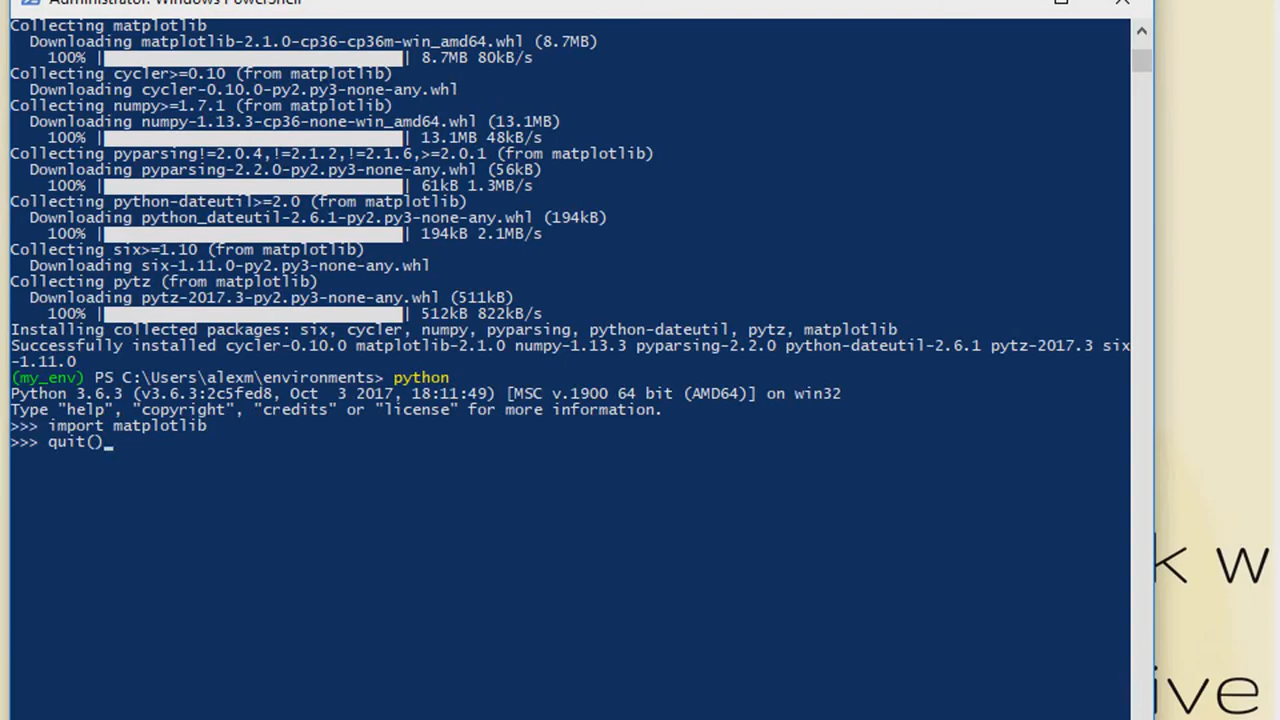 Administrator: Windows PowerShell
Collecting matplotlib
Downloading matplotlib-2.1.0-cp36-cp36m-win_amd64.whl (8.7MB)
100% |████████████████████████████████| 8.7MB 80kB/s
Collecting cycler>=0.10 (from matplotlib)
Downloading cycler-0.10.0-py2.py3-none-any.whl
Collecting numpy>=1.7.1 (from matplotlib)
Downloading numpy-1.13.3-cp36-none-win_amd64.whl (13.1MB)
100% |████████████████████████████████| 13.1MB 48kB/s
Collecting pyparsing!=2.0.4,!=2.1.2,!=2.1.6,>=2.0.1 (from matplotlib)
Downloading pyparsing-2.2.0-py2.py3-none-any.whl (56kB)
100% |████████████████████████████████| 61kB 1.3MB/s
Collecting python-dateutil>=2.0 (from matplotlib)
Downloading python_dateutil-2.6.1-py2.py3-none-any.whl (194kB)
100% |████████████████████████████████| 194kB 2.1MB/s
Collecting six>=1.10 (from matplotlib)
Downloading six-1.11.0-py2.py3-none-any.whl
Collecting pytz (from matplotlib)
Downloading pytz-2017.3-py2.py3-none-any.whl (511kB)
100% |████████████████████████████████| 512kB 822kB/s
Installing collected packages: six, cycler, numpy, pyparsing, python-dateutil, pytz, matplotlib
Successfully installed cycler-0.10.0 matplotlib-2.1.0 numpy-1.13.3 pyparsing-2.2.0 python-dateutil-2.6.1 pytz-2017.3 six
-1.11.0
(my_env) PS C:\Users\alexm\environments> python
Python 3.6.3 (v3.6.3:2c5fed8, Oct  3 2017, 18:11:49) [MSC v.1900 64 bit (AMD64)] on win32
Type "help", "copyright", "credits" or "license" for more information.
>>> import matplotlib
>>> quit()_
k w
ive